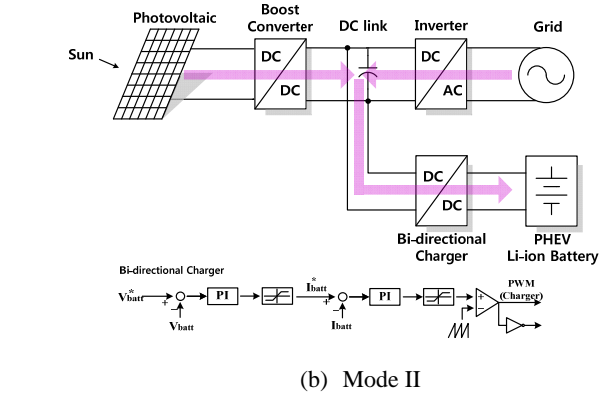 Photovoltaic
Boost
Converter
DC link
Inverter
Grid
Sun
DC
DC
DC
AC
DC
DC
Bi-directional
Charger
PHEV
Li-ion Battery
Bi-directional Charger
V*batt
+
−
Vbatt
PI
I*batt
+
−
Ibatt
PI
+
−
PWM
(Charger)
(b) Mode II